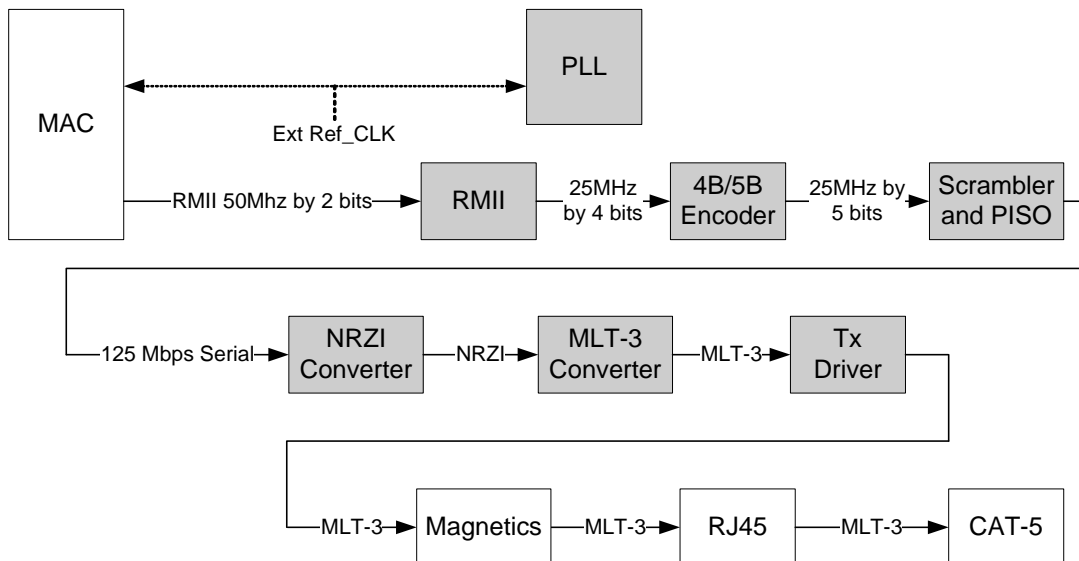 PLL
MAC
Ext Ref_CLK
RMII 50Mhz by 2 bits
RMII
25MHz
by 4 bits
4B/5B
Encoder
25MHz by
5 bits
Scrambler
and PISO
125 Mbps Serial
NRZI
Converter
NRZI
MLT-3
Converter
MLT-3
Tx
Driver
MLT-3
Magnetics
MLT-3
RJ45
MLT-3
CAT-5